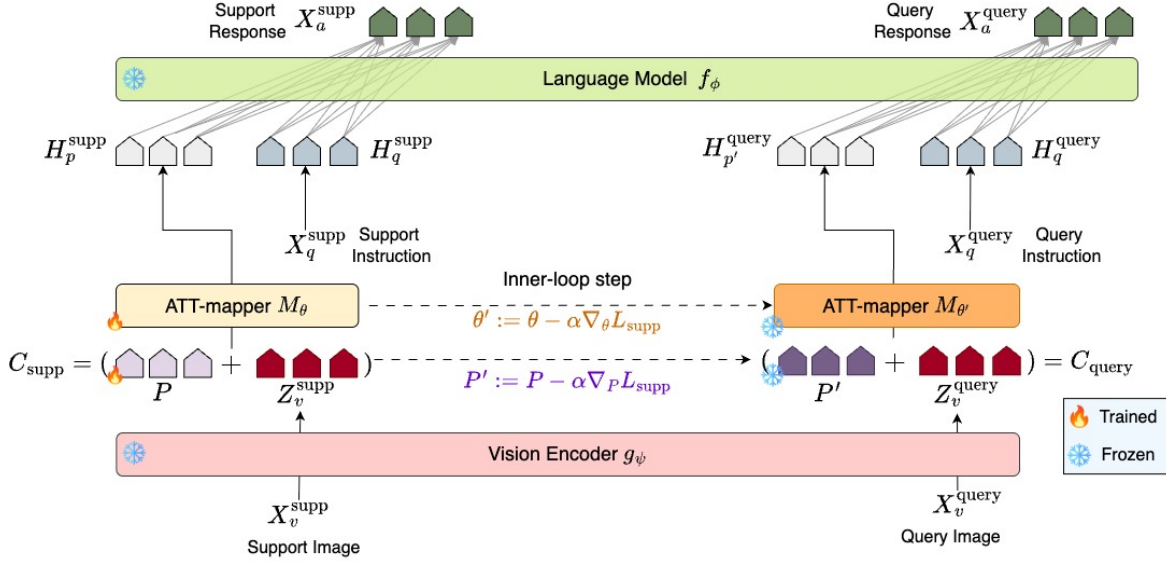 Support Response X_a^supp
Query Response X_a^query
Language Model f_ϕ
H_p^supp
H_q^supp
H_{p'}^query
H_q^query
X_q^supp Support Instruction
X_q^query Query Instruction
Inner-loop step
ATT-mapper M_θ
ATT-mapper M_{θ'}
θ' := θ − α∇_θ L_supp
C_supp = (P + Z_v^supp)
P' := P − α∇_P L_supp
(P' + Z_v^query) = C_query
Trained
Frozen
Vision Encoder g_ψ
X_v^supp
Support Image
X_v^query
Query Image